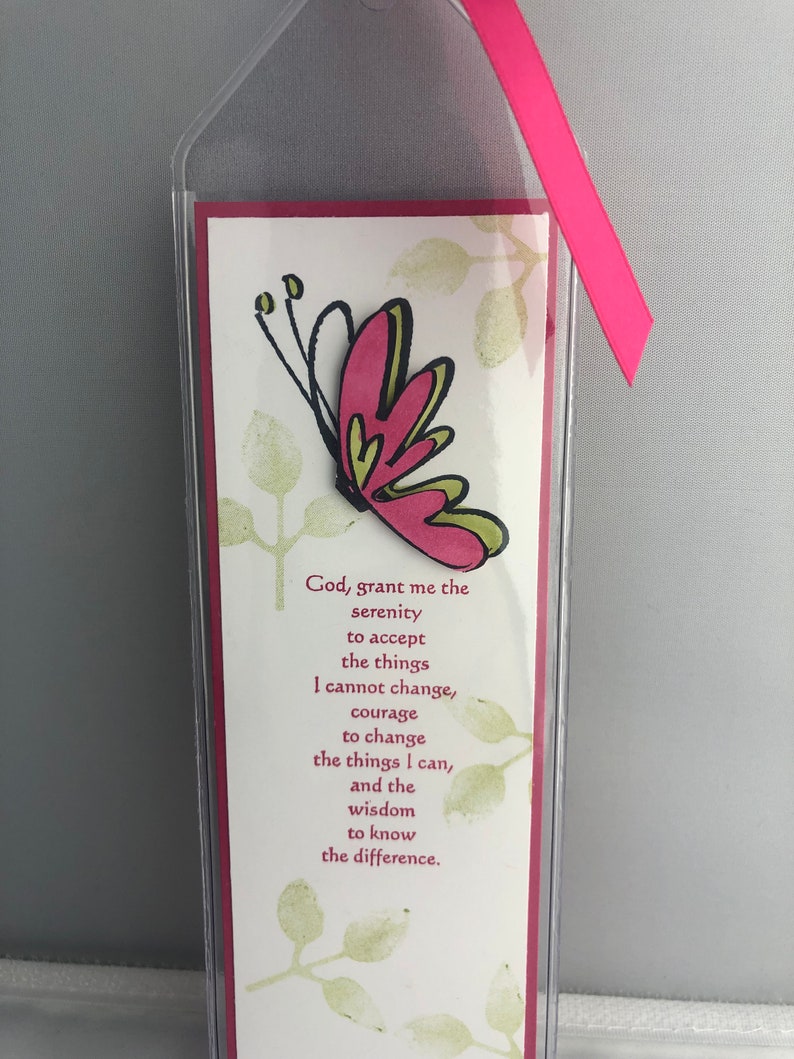 God, grant me the
serenity
to accept
the things
I cannot change,
courage
to change
the things I can,
and the
wisdom
to know
the difference.